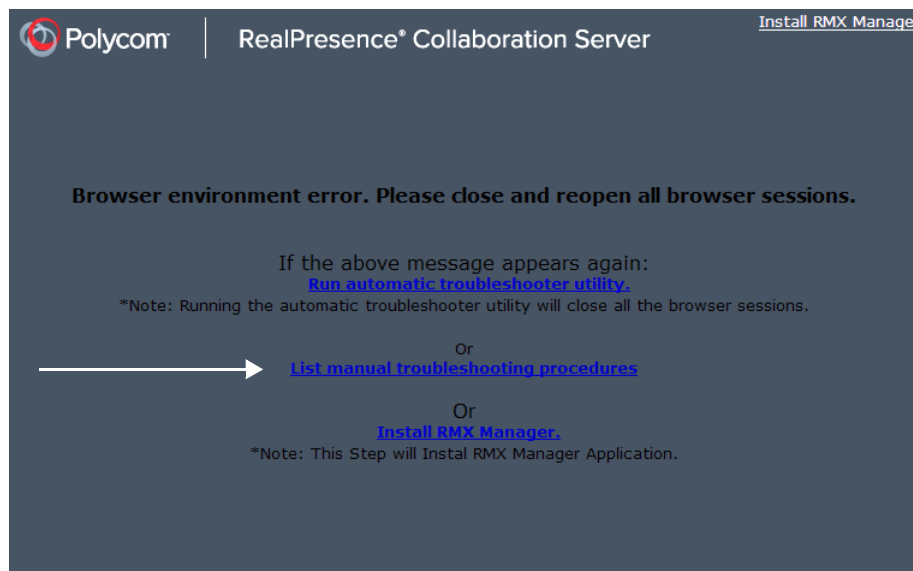 Polycom
RealPresence® Collaboration Server
Install RMX Manage
Browser environment error. Please close and reopen all browser sessions.
If the above message appears again:
Run automatic troubleshooter utility.
*Note: Running the automatic troubleshooter utility will close all the browser sessions.
Or
List manual troubleshooting procedures
Or
Install RMX Manager.
*Note: This Step will Instal RMX Manager Application.